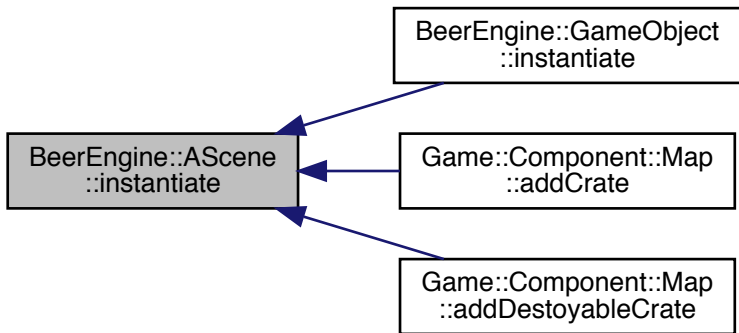 BeerEngine::GameObject
::instantiate
BeerEngine::AScene
::instantiate
Game::Component::Map
::addCrate
Game::Component::Map
::addDestoyableCrate